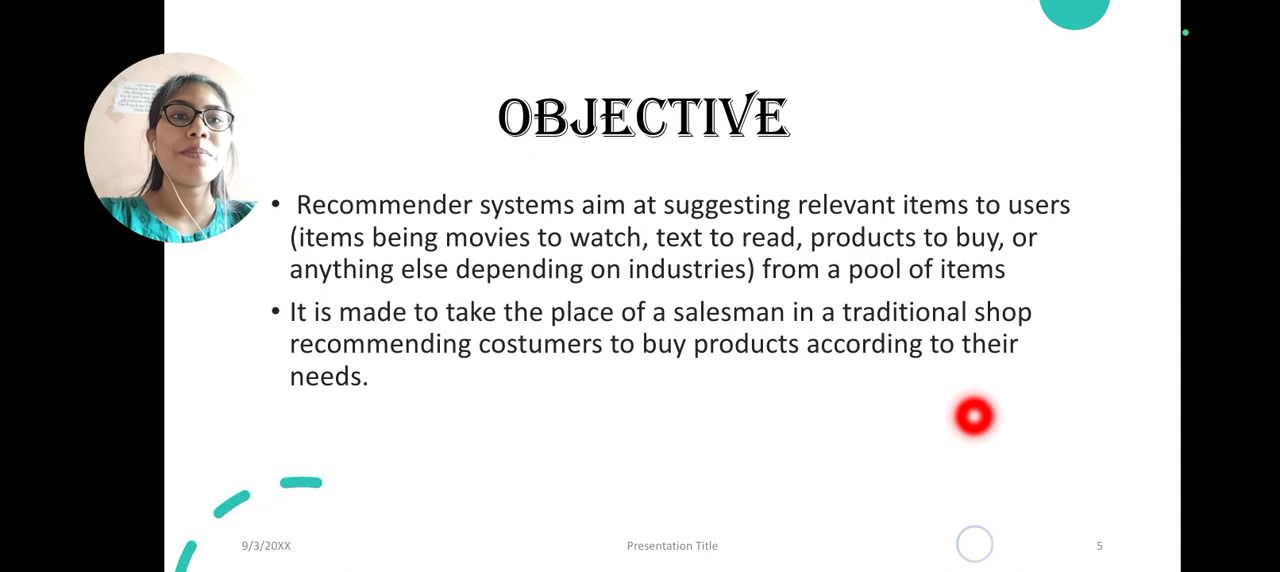 OBJECTIVE
• Recommender systems aim at suggesting relevant items to users
(items being movies to watch, text to read, products to buy, or
anything else depending on industries) from a pool of items
• It is made to take the place of a salesman in a traditional shop
recommending costumers to buy products according to their
needs.
9/3/20XX
Presentation Title
5